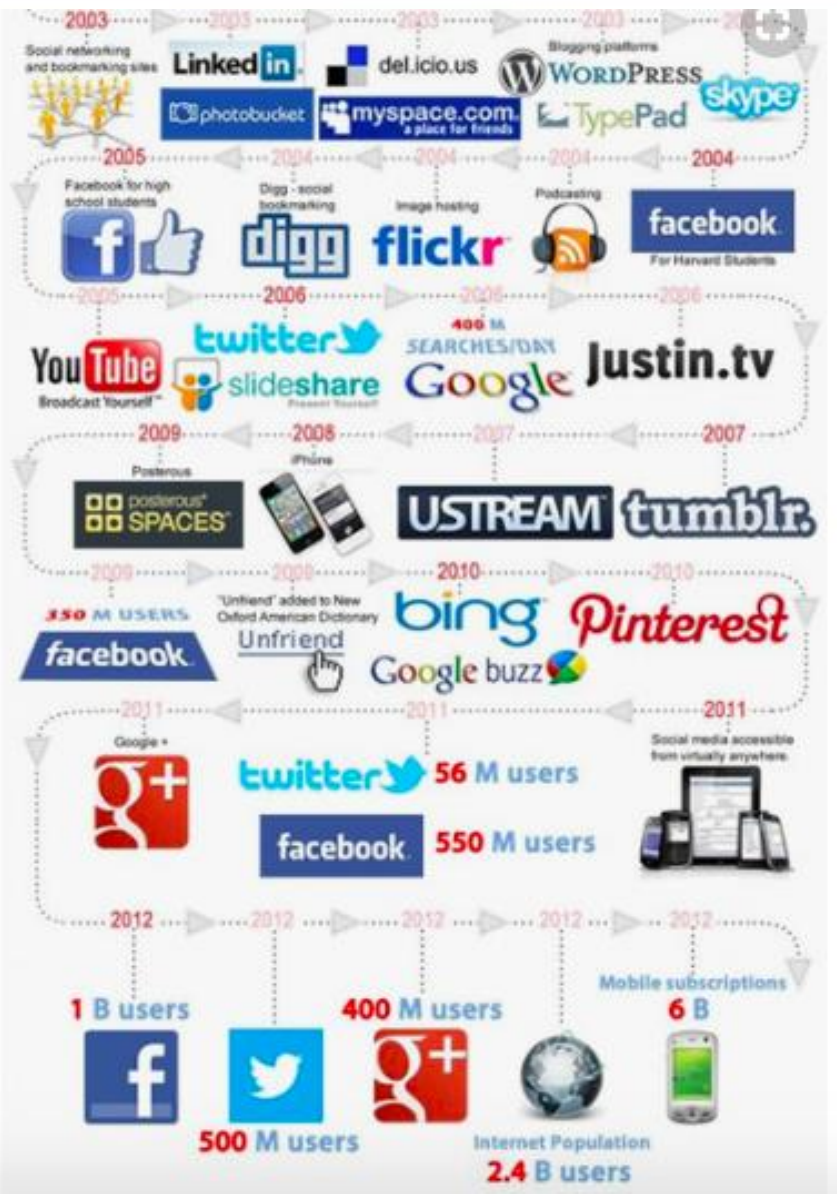 2003 2003 2003 2003
Social networking
and bookmarking sites
Linked in
photobucket
del.icio.us
myspace.com
a place for friends
Blogging platforms
WORDPRESS
TypePad
skype
2005 2004 2004 2004 2004
Facebook for high
school students
f
Digg - social
bookmarking
digg
Image hosting
flickr
Podcasting
facebook
For Harvard Students
2005 2006 2006 2006
YouTube
Broadcast Yourself™
twitter
slideshare
Present Yourself
400 M
SEARCHES/DAY
Google
Justin.tv
2009 2008 2007 2007
Posterous
posterous
SPACES
iPhone
USTREAM
tumblr.
2009 2009 2010 2010
350 M USERS
facebook
"Unfriend" added to New
Oxford American Dictionary
Unfriend
bing
Google buzz
Pinterest
2011 2011 2011
Google +
g+
twitter 56 M users
facebook 550 M users
Social media accessible
from virtually anywhere.
2012 2012 2012 2012 2012
1 B users
f
500 M users
400 M users
g+
Internet Population
2.4 B users
Mobile subscriptions
6 B